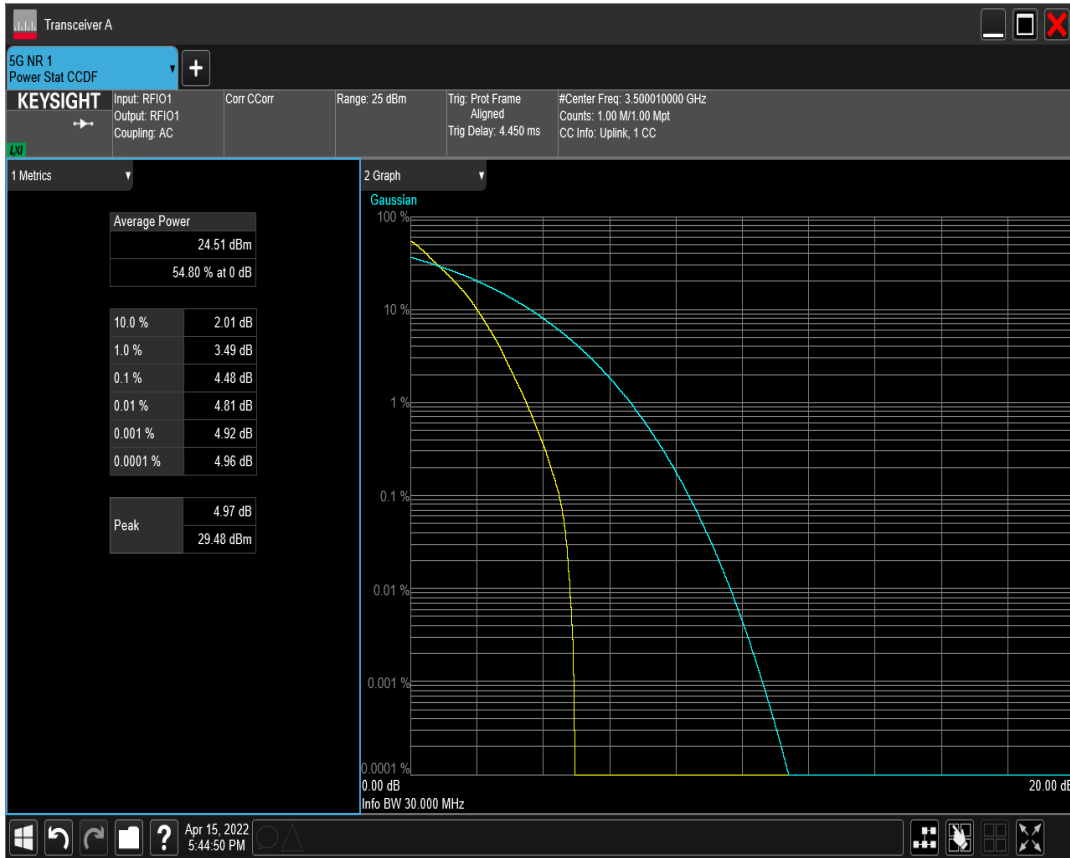 Transceiver A
5G NR 1
Power Stat CCDF
+
KEYSIGHT
LXI
Input: RFIO1
Output: RFIO1
Coupling: AC
Corr CCorr
Range: 25 dBm
Trig: Prot Frame
Aligned
Trig Delay: 4.450 ms
#Center Freq: 3.500010000 GHz
Counts: 1.00 M/1.00 Mpt
CC Info: Uplink, 1 CC
1 Metrics
Average Power
24.51 dBm
54.80 % at 0 dB
10.0 % 2.01 dB
1.0 % 3.49 dB
0.1 % 4.48 dB
0.01 % 4.81 dB
0.001 % 4.92 dB
0.0001 % 4.96 dB
Peak
4.97 dB
29.48 dBm
2 Graph
Gaussian
100 %
10 %
1 %
0.1 %
0.01 %
0.001 %
0.0001 %
0.00 dB 20.00 dB
Info BW 30.000 MHz
?
Apr 15, 2022
5:44:50 PM